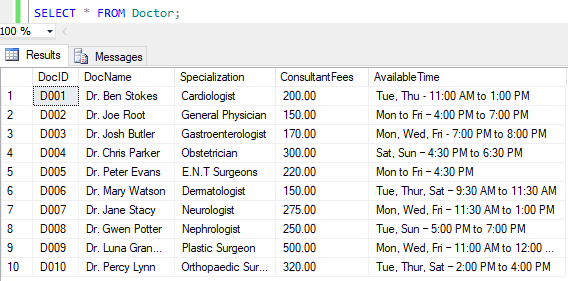 SELECT * FROM Doctor;
100 %
Results Messages
DocID DocName Specialization ConsultantFees AvailableTime
1 D001 Dr. Ben Stokes Cardiologist 200.00 Tue, Thu - 11:00 AM to 1:00 PM
2 D002 Dr. Joe Root General Physician 150.00 Mon to Fri – 4:00 PM to 7:00 PM
3 D003 Dr. Josh Butler Gastroenterologist 170.00 Mon, Wed, Fri - 7:00 PM to 8:00 PM
4 D004 Dr. Chris Parker Obstetrician 300.00 Sat, Sun – 4:30 PM to 6:30 PM
5 D005 Dr. Peter Evans E.N.T Surgeons 220.00 Mon to Fri – 4:30 PM
6 D006 Dr. Mary Watson Dermatologist 150.00 Tue, Thur, Sat – 9:30 AM to 11:30 AM
7 D007 Dr. Jane Stacy Neurologist 275.00 Mon, Wed, Fri – 11:30 AM to 1:00 PM
8 D008 Dr. Gwen Potter Nephrologist 250.00 Tue, Sun – 5:00 PM to 7:00 PM
9 D009 Dr. Luna Gran... Plastic Surgeon 500.00 Mon, Wed, Fri – 11:00 AM to 12:00 ...
10 D010 Dr. Percy Lynn Orthopaedic Sur... 320.00 Tue, Thur, Sat – 2:00 PM to 4:00 PM